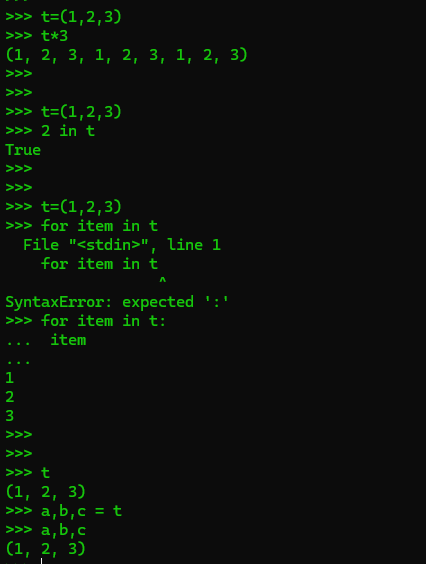 >>> t=(1,2,3)
>>> t*3
(1, 2, 3, 1, 2, 3, 1, 2, 3)
>>>
>>>
>>> t=(1,2,3)
>>> 2 in t
True
>>>
>>>
>>> t=(1,2,3)
>>> for item in t
  File "<stdin>", line 1
    for item in t
                 ^
SyntaxError: expected ':'
>>> for item in t:
...  item
...
1
2
3
>>>
>>>
>>> t
(1, 2, 3)
>>> a,b,c = t
>>> a,b,c
(1, 2, 3)